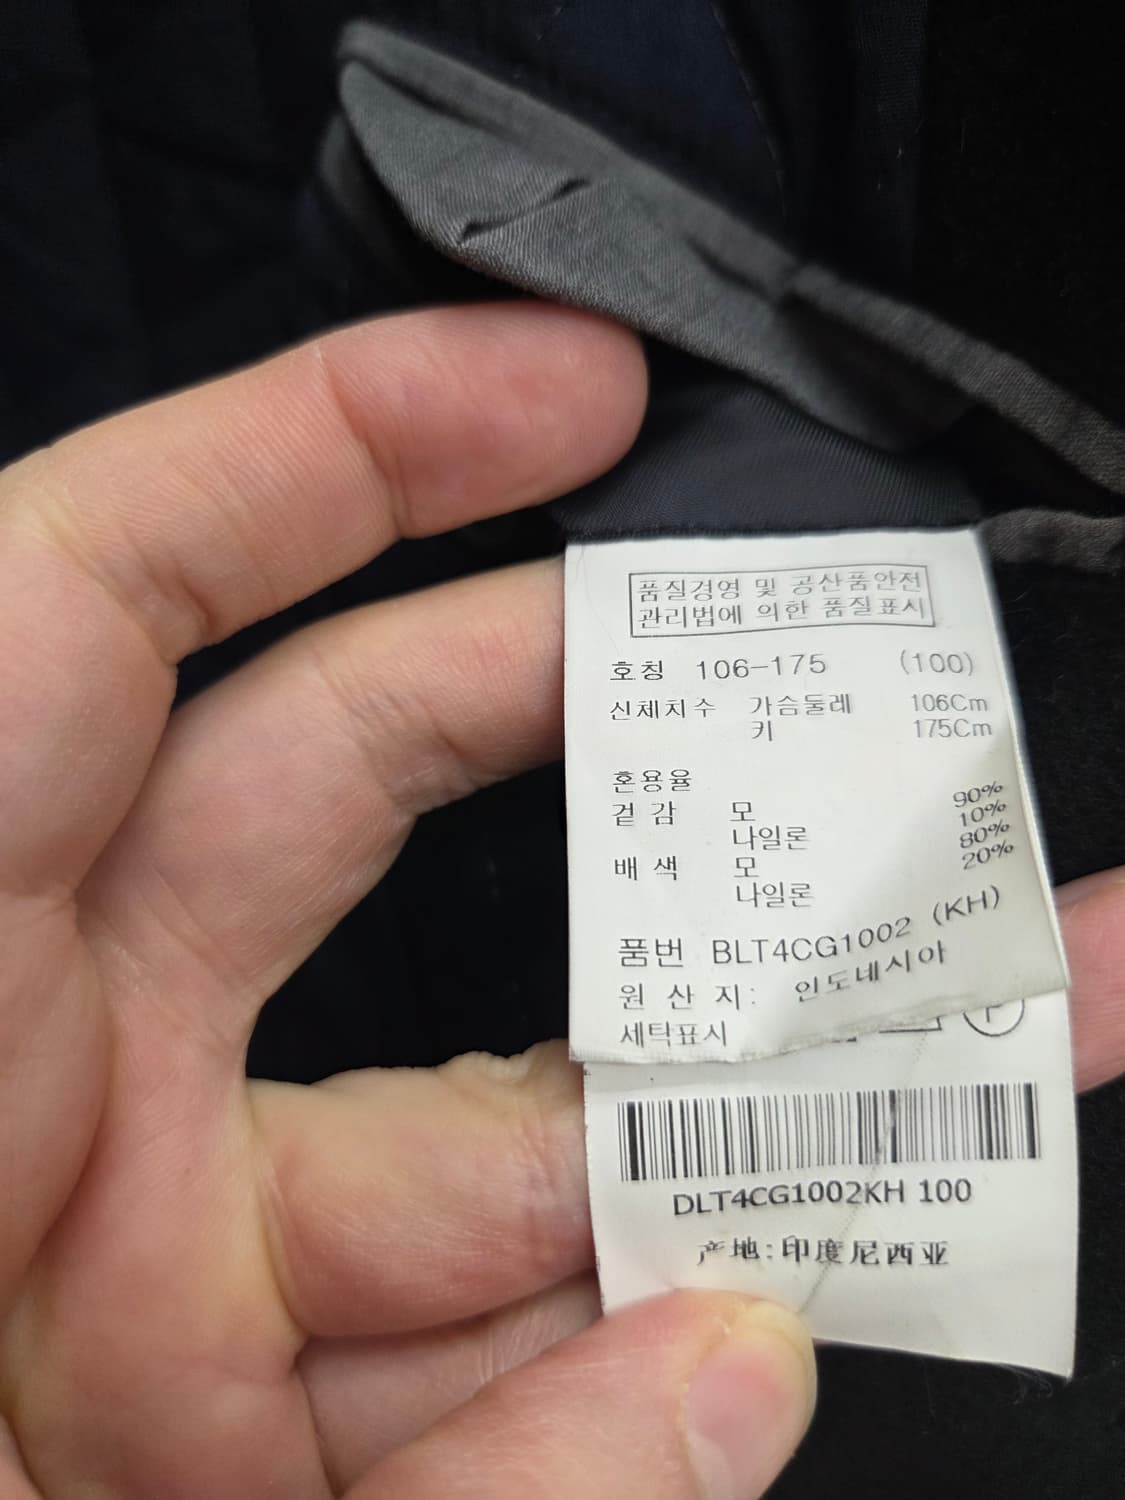 품질경영 및 공산품안전
관리법에 의한 품질표시
호칭 106-175 (100)
신체치수 가슴둘레 106Cm
키 175Cm
혼용율
겉 감 모 90%
나일론 10%
배 색 모 80%
나일론 20%
품번 BLT4CG1002 (KH)
원 산 지: 인도네시아
세탁표시
DLT4CG1002KH 100
产地:印度尼西亚